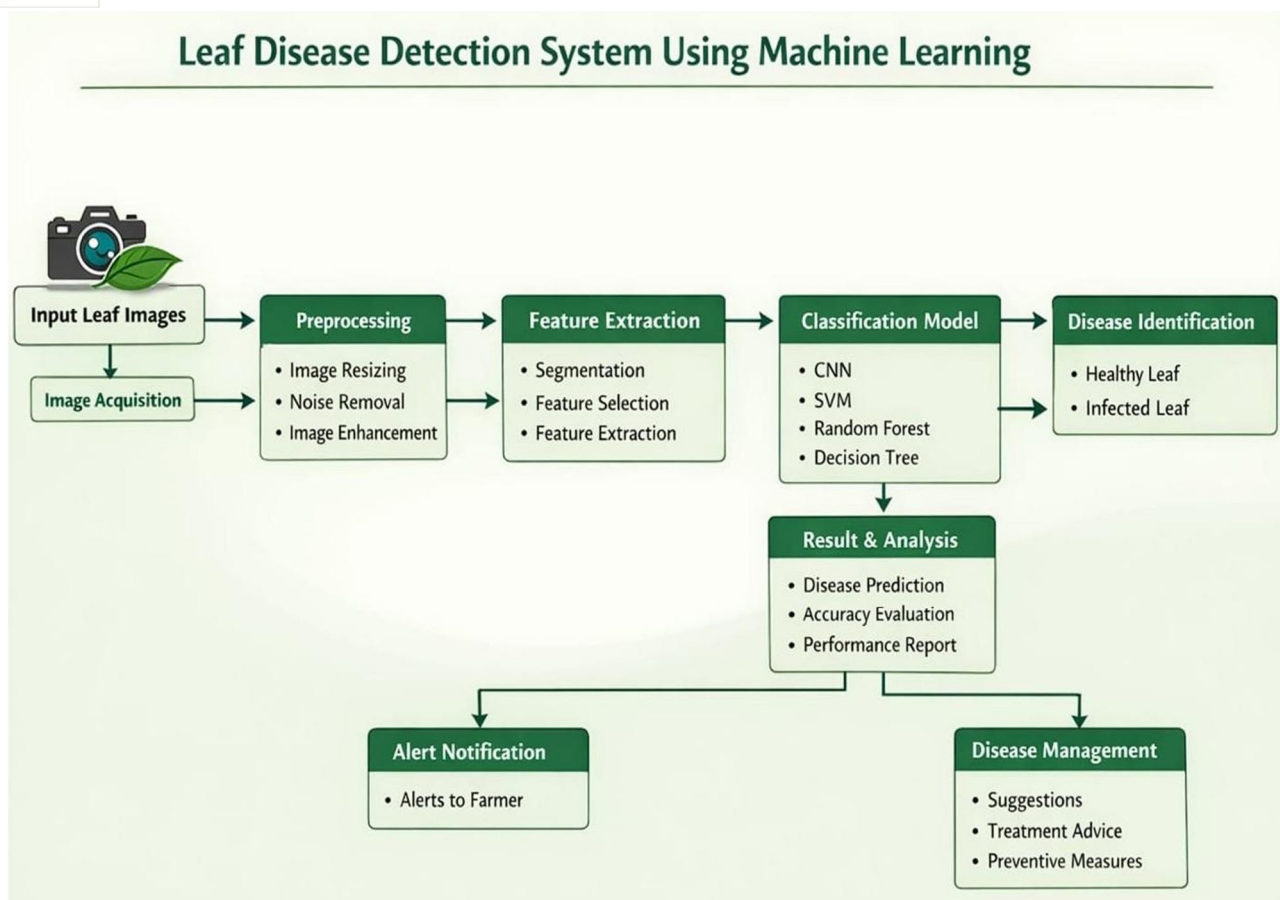 Leaf Disease Detection System Using Machine Learning
Input Leaf Images
Image Acquisition
Preprocessing
• Image Resizing
• Noise Removal
• Image Enhancement
Feature Extraction
• Segmentation
• Feature Selection
• Feature Extraction
Classification Model
• CNN
• SVM
• Random Forest
• Decision Tree
Disease Identification
• Healthy Leaf
• Infected Leaf
Result & Analysis
• Disease Prediction
• Accuracy Evaluation
• Performance Report
Alert Notification
• Alerts to Farmer
Disease Management
• Suggestions
• Treatment Advice
• Preventive Measures